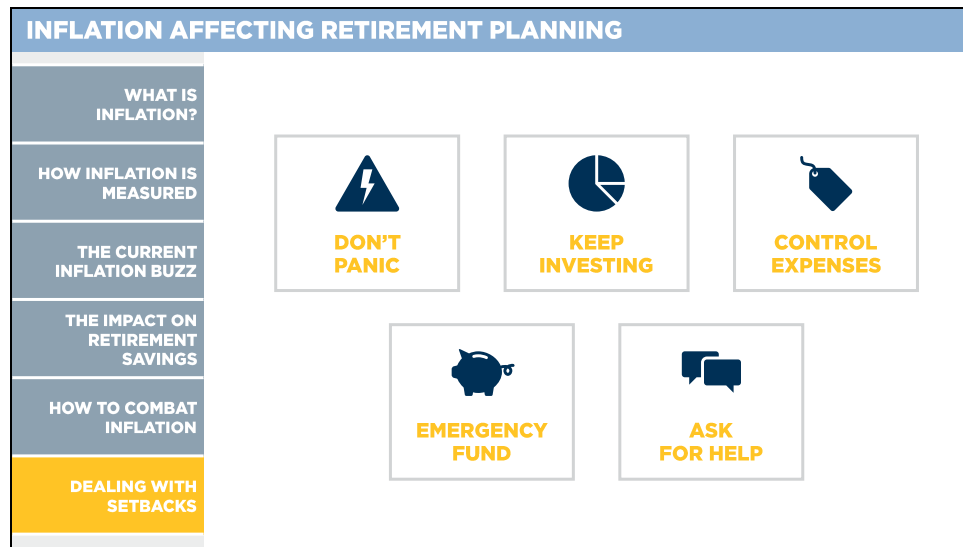 INFLATION AFFECTING RETIREMENT PLANNING
WHAT IS
INFLATION?
HOW INFLATION IS
MEASURED
THE CURRENT
INFLATION BUZZ
THE IMPACT ON
RETIREMENT
SAVINGS
HOW TO COMBAT
INFLATION
DEALING WITH
SETBACKS
DON'T
PANIC
KEEP
INVESTING
CONTROL
EXPENSES
EMERGENCY
FUND
ASK
FOR HELP